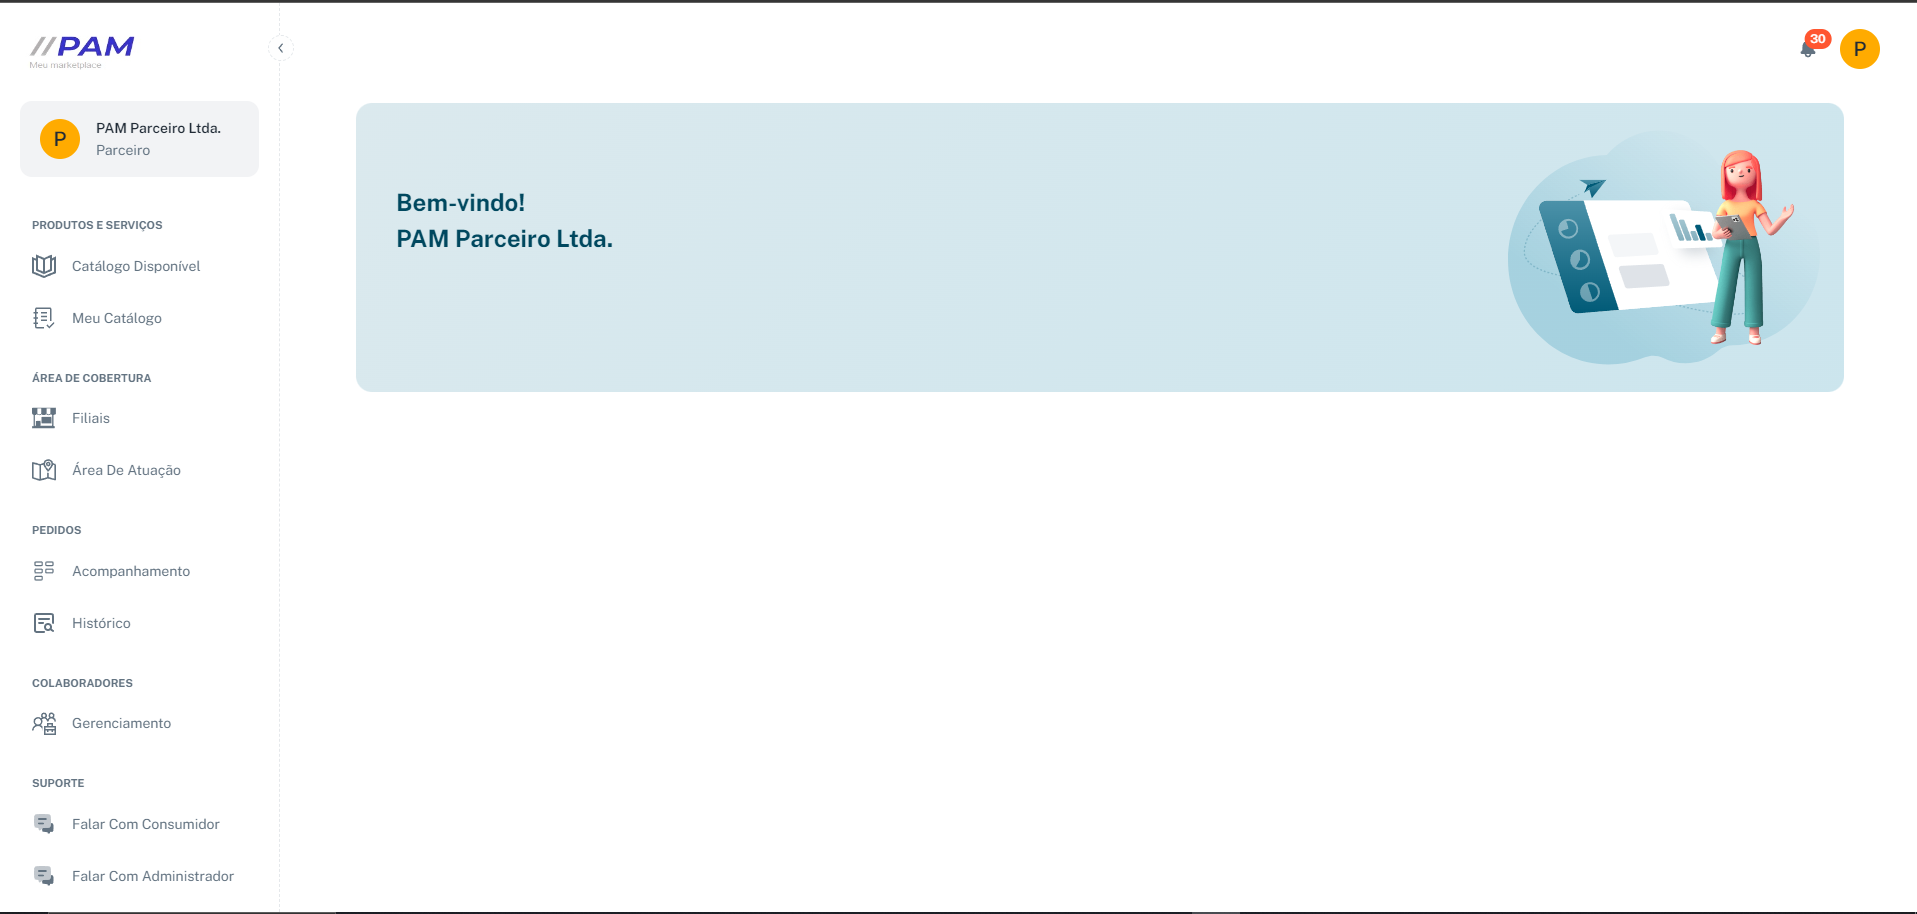 //PAM
Meu marketplace
30
P
P
PAM Parceiro Ltda.
Parceiro
PRODUTOS E SERVIÇOS
Catálogo Disponível
Meu Catálogo
ÁREA DE COBERTURA
Filiais
Área De Atuação
PEDIDOS
Acompanhamento
Histórico
COLABORADORES
Gerenciamento
SUPORTE
Falar Com Consumidor
Falar Com Administrador
Bem-vindo!
PAM Parceiro Ltda.